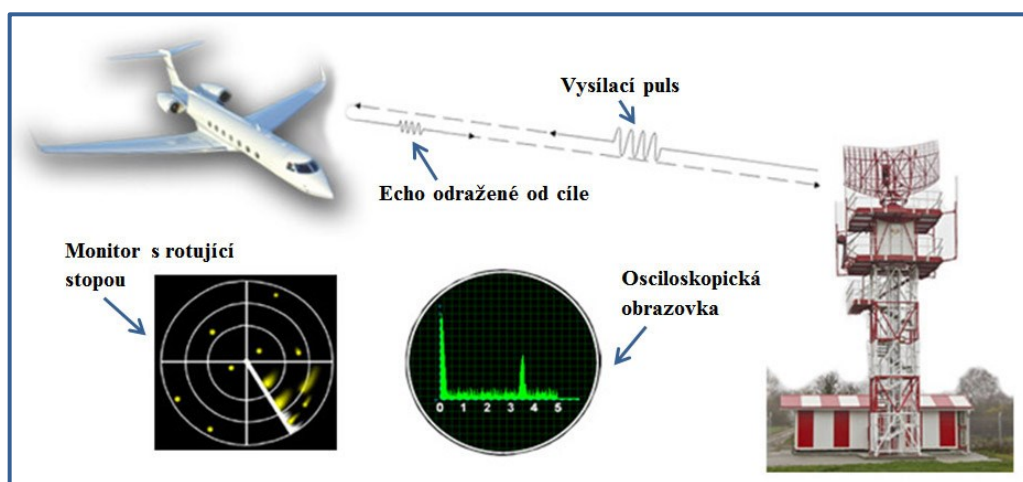 Vysílací puls
Echo odražené od cíle
Monitor s rotující
stopou
Osciloskopická
obrazovka
0 1 2 3 4 5